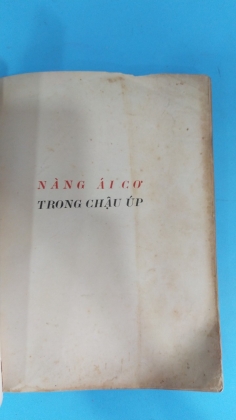 NÀNG ÁI CƠ
TRONG CHẬU ÚP